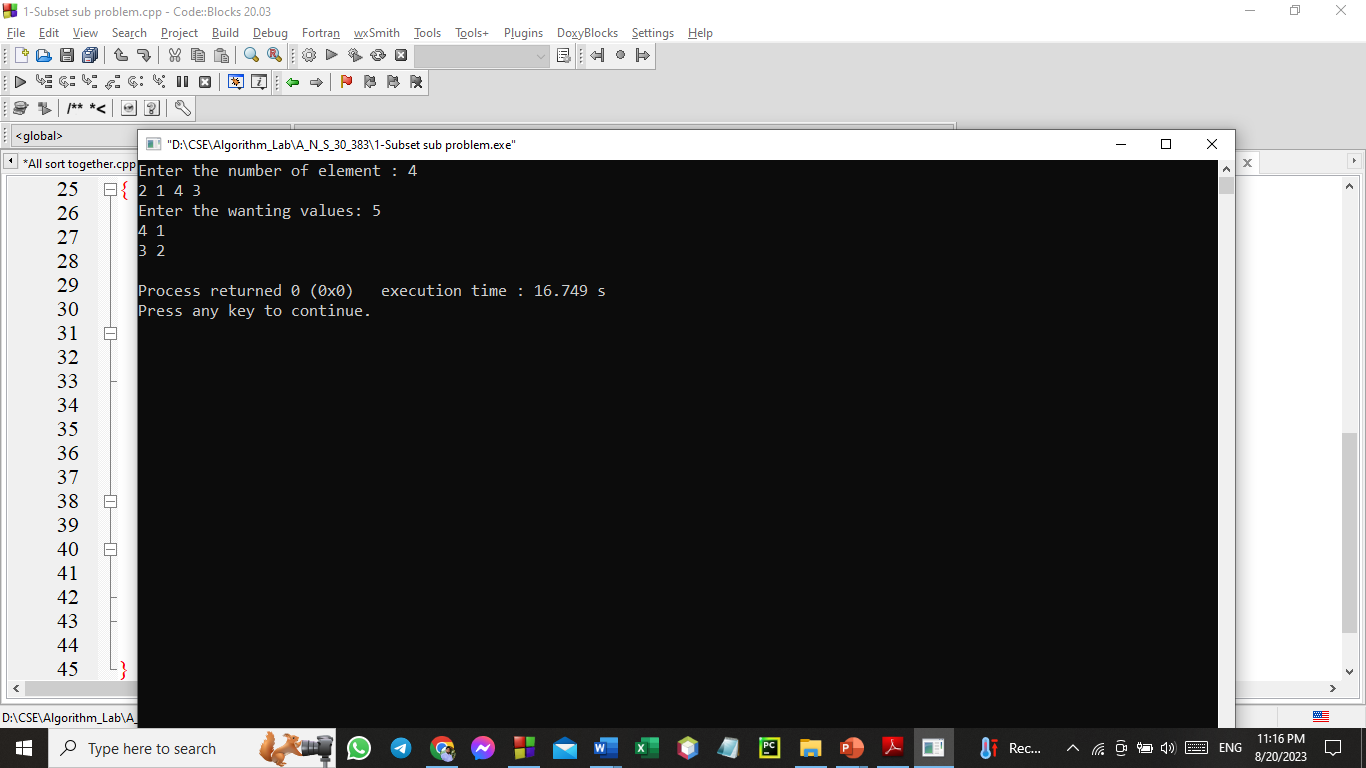 1-Subset sub problem.cpp - Code::Blocks 20.03
File Edit View Search Project Build Debug Fortran wxSmith Tools Tools+ Plugins DoxyBlocks Settings Help
/** *<
<global>
"D:\CSE\Algorithm_Lab\A_N_S_30_383\1-Subset sub problem.exe"
*All sort together.cpp
Enter the number of element : 4
2 1 4 3
Enter the wanting values: 5
4 1
3 2
Process returned 0 (0x0)   execution time : 16.749 s
Press any key to continue.
25 {
26
27
28
29
30
31
32
33
34
35
36
37
38
39
40
41
42
43
44
45 }
D:\CSE\Algorithm_Lab\A_
Type here to search
PC
Rec...
ENG
11:16 PM
8/20/2023